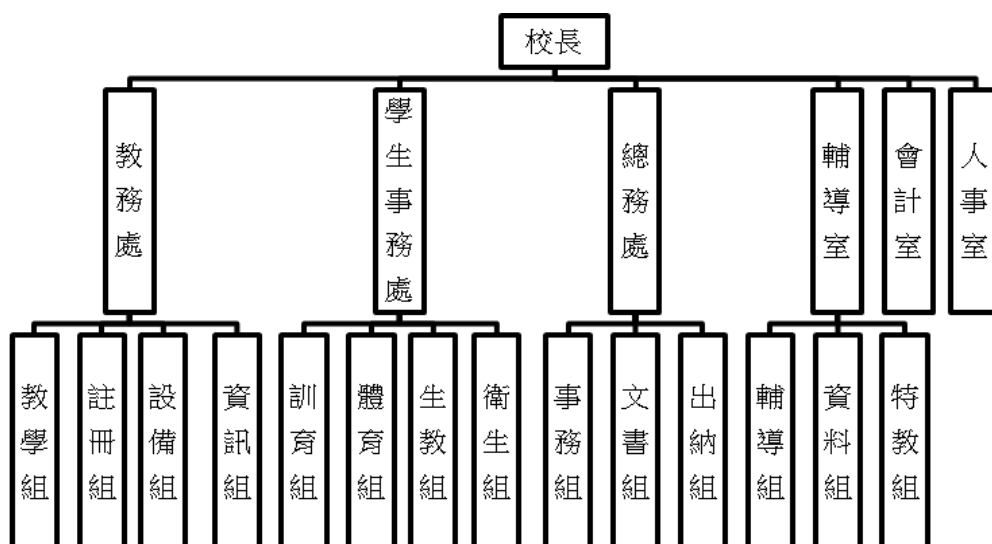 校長
教務處
學生事務處
總務處
輔導室
會計室
人事室
教學組
註冊組
設備組
資訊組
訓育組
體育組
生教組
衛生組
事務組
文書組
出納組
輔導組
資料組
特教組